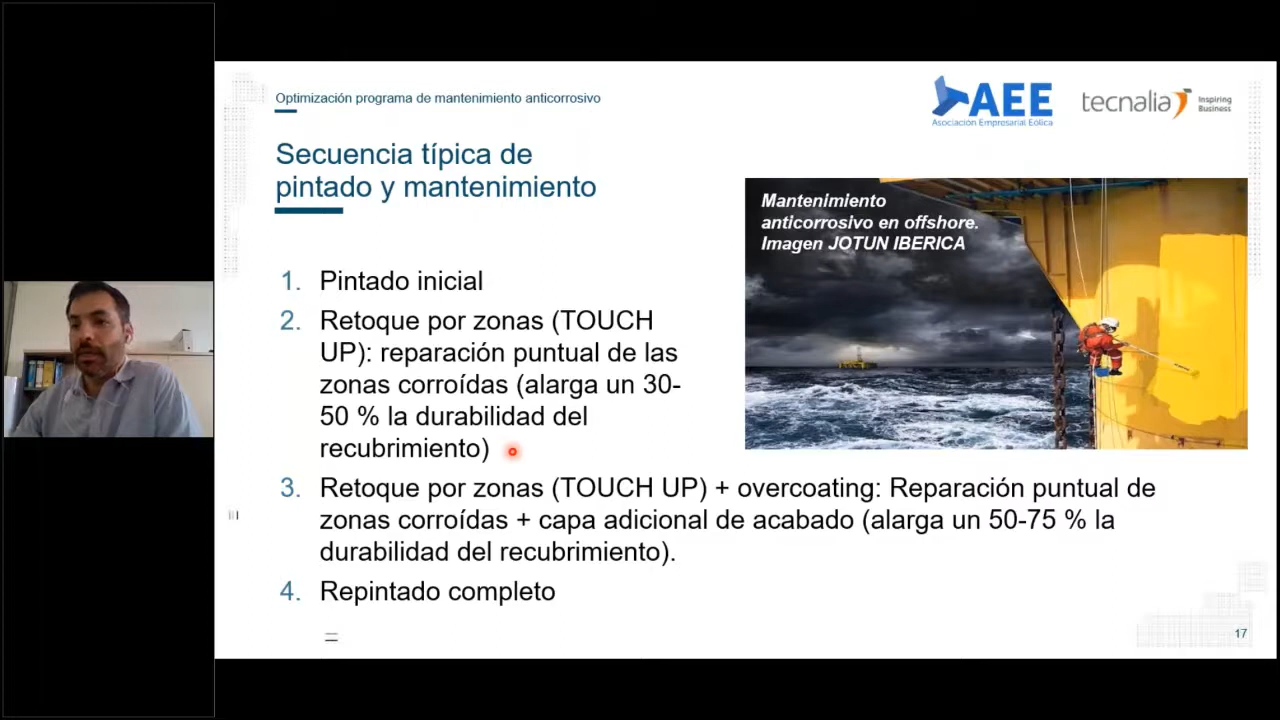 Optimización programa de mantenimiento anticorrosivo
AEE
Asociación Empresarial Eólica
tecnalia
Inspiring
Business
Secuencia típica de
pintado y mantenimiento
Mantenimiento
anticorrosivo en offshore.
Imagen JOTUN IBERICA
1. Pintado inicial
2. Retoque por zonas (TOUCH
UP): reparación puntual de las
zonas corroídas (alarga un 30-
50 % la durabilidad del
recubrimiento)
3. Retoque por zonas (TOUCH UP) + overcoating: Reparación puntual de
zonas corroídas + capa adicional de acabado (alarga un 50-75 % la
durabilidad del recubrimiento).
4. Repintado completo
17